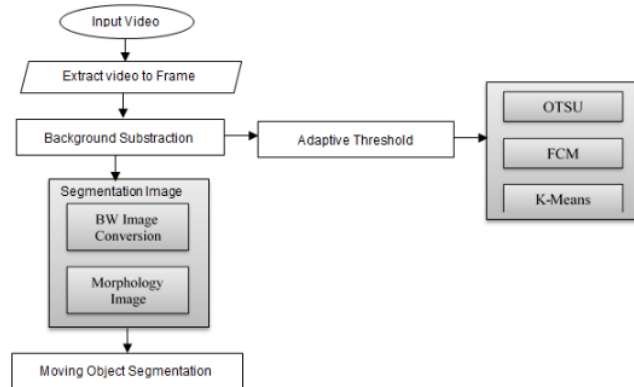 Input Video
Extract video to Frame
Background Substraction
Adaptive Threshold
OTSU
FCM
K-Means
Segmentation Image
BW Image
Conversion
Morphology
Image
Moving Object Segmentation